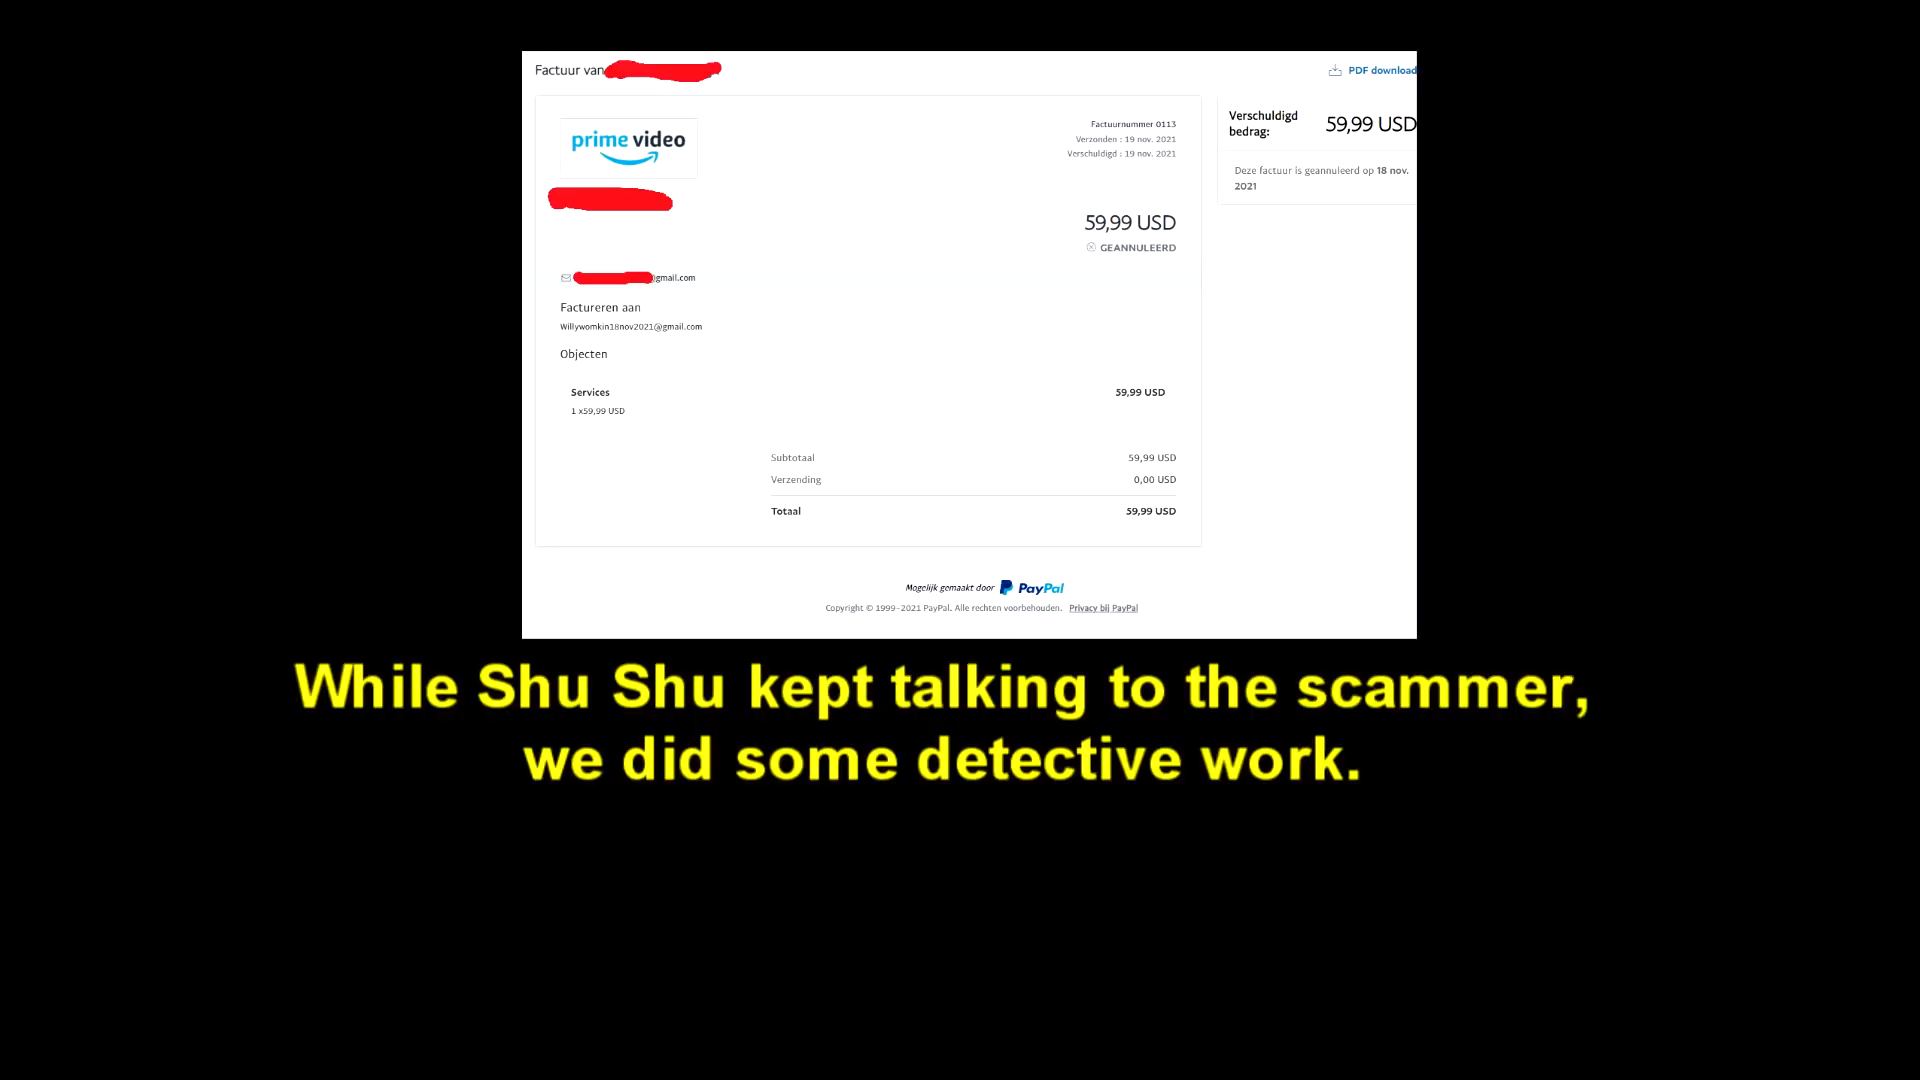 Factuur van
PDF download
prime video
Factuurnummer 0113
Verzonden : 19 nov. 2021
Verschuldigd : 19 nov. 2021
Verschuldigd
bedrag:
59,99 USD
Deze factuur is geannuleerd op 18 nov.
2021
59,99 USD
GEANNULEERD
gmail.com
Factureren aan
Willywomkin18nov2021@gmail.com
Objecten
Services 59,99 USD
1 x59,99 USD
Subtotaal 59,99 USD
Verzending 0,00 USD
Totaal 59,99 USD
Mogelijk gemaakt door PayPal
Copyright © 1999-2021 PayPal. Alle rechten voorbehouden. Privacy bij PayPal
While Shu Shu kept talking to the scammer,
we did some detective work.